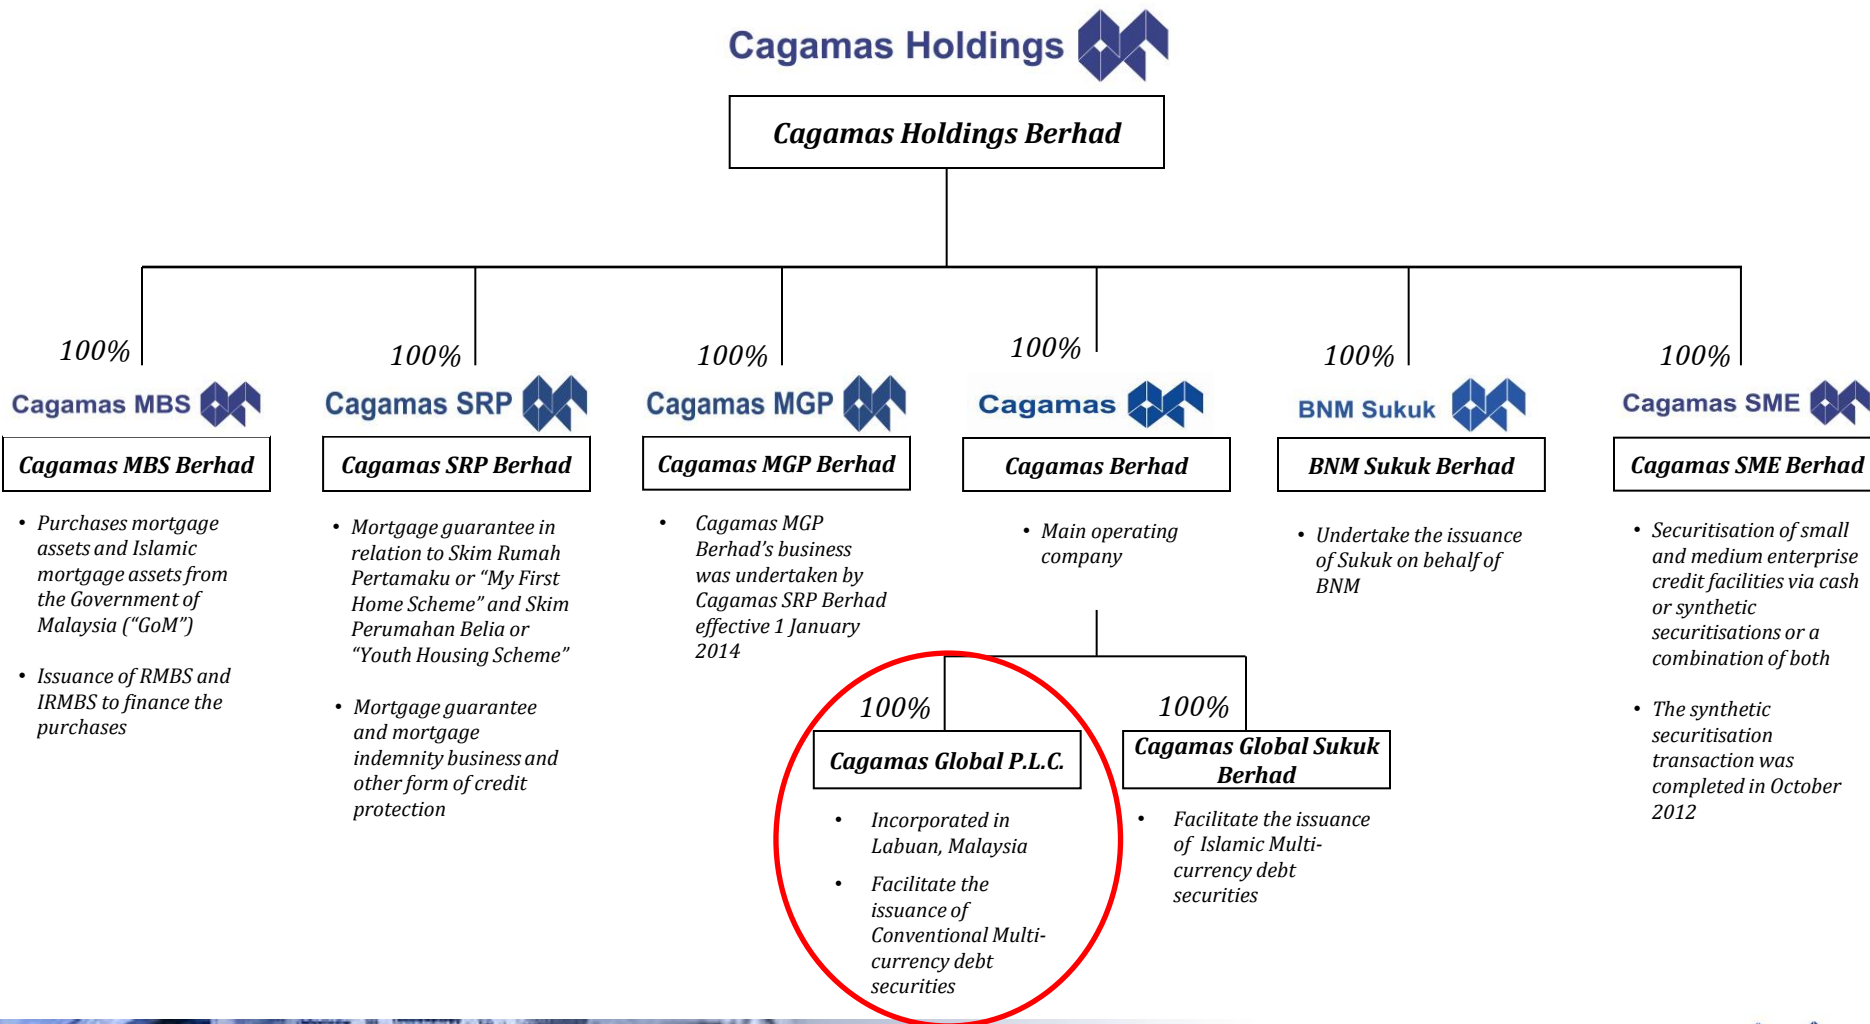 Cagamas Holdings
Cagamas Holdings Berhad
100%
Cagamas MBS
Cagamas MBS Berhad
• Purchases mortgage
assets and Islamic
mortgage assets from
the Government of
Malaysia (“GoM”)
• Issuance of RMBS and
IRMBS to finance the
purchases
100%
Cagamas SRP
Cagamas SRP Berhad
• Mortgage guarantee in
relation to Skim Rumah
Pertamaku or “My First
Home Scheme” and Skim
Perumahan Belia or
“Youth Housing Scheme”
• Mortgage guarantee
and mortgage
indemnity business and
other form of credit
protection
100%
Cagamas MGP
Cagamas MGP Berhad
• Cagamas MGP
Berhad’s business
was undertaken by
Cagamas SRP Berhad
effective 1 January
2014
100%
Cagamas
Cagamas Berhad
• Main operating
company
100%
Cagamas Global P.L.C.
• Incorporated in
Labuan, Malaysia
• Facilitate the
issuance of
Conventional Multi-
currency debt
securities
100%
Cagamas Global Sukuk
Berhad
• Facilitate the issuance
of Islamic Multi-
currency debt
securities
100%
BNM Sukuk
BNM Sukuk Berhad
• Undertake the issuance
of Sukuk on behalf of
BNM
100%
Cagamas SME
Cagamas SME Berhad
• Securitisation of small
and medium enterprise
credit facilities via cash
or synthetic
securitisations or a
combination of both
• The synthetic
securitisation
transaction was
completed in October
2012